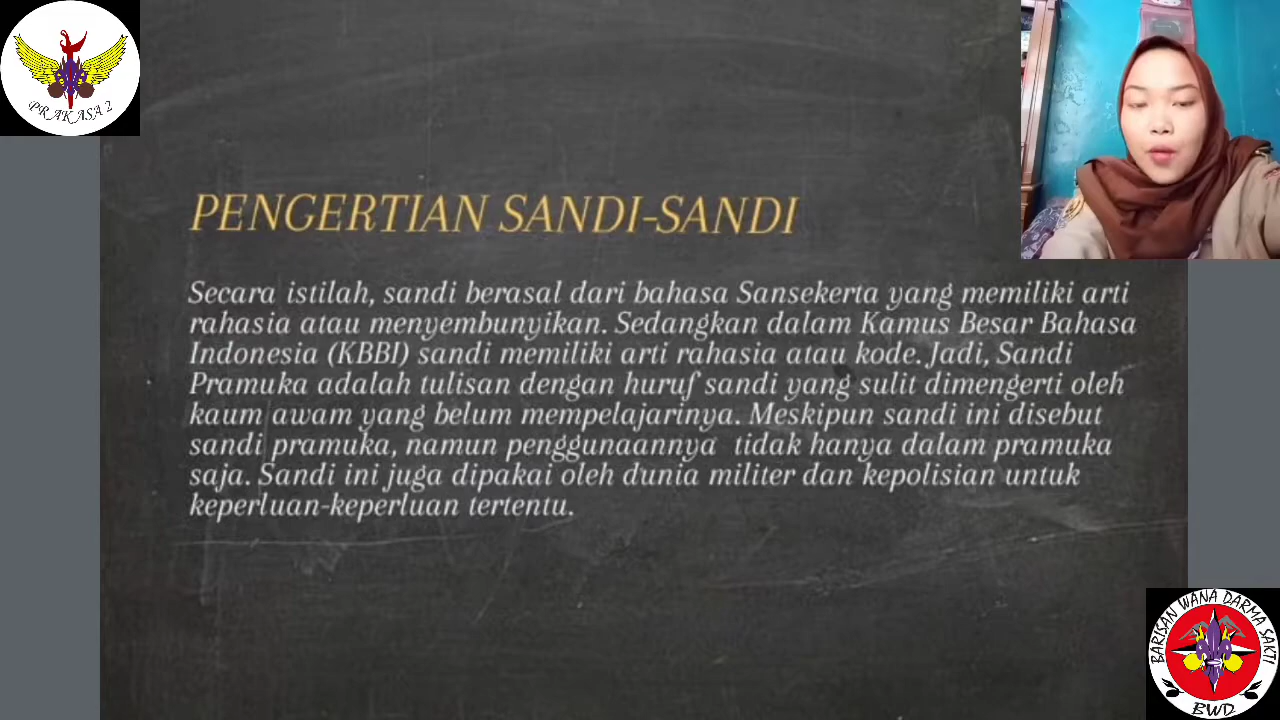 PRAKASA 2
PENGERTIAN SANDI-SANDI
Secara istilah, sandi berasal dari bahasa Sansekerta yang memiliki arti
rahasia atau menyembunyikan. Sedangkan dalam Kamus Besar Bahasa
Indonesia (KBBI) sandi memiliki arti rahasia atau kode. Jadi, Sandi
Pramuka adalah tulisan dengan huruf sandi yang sulit dimengerti oleh
kaum awam yang belum mempelajarinya. Meskipun sandi ini disebut
sandi pramuka, namun penggunaannya tidak hanya dalam pramuka
saja. Sandi ini juga dipakai oleh dunia militer dan kepolisian untuk
keperluan-keperluan tertentu.
BARISAN WANA DARMA SAKTI
BWD